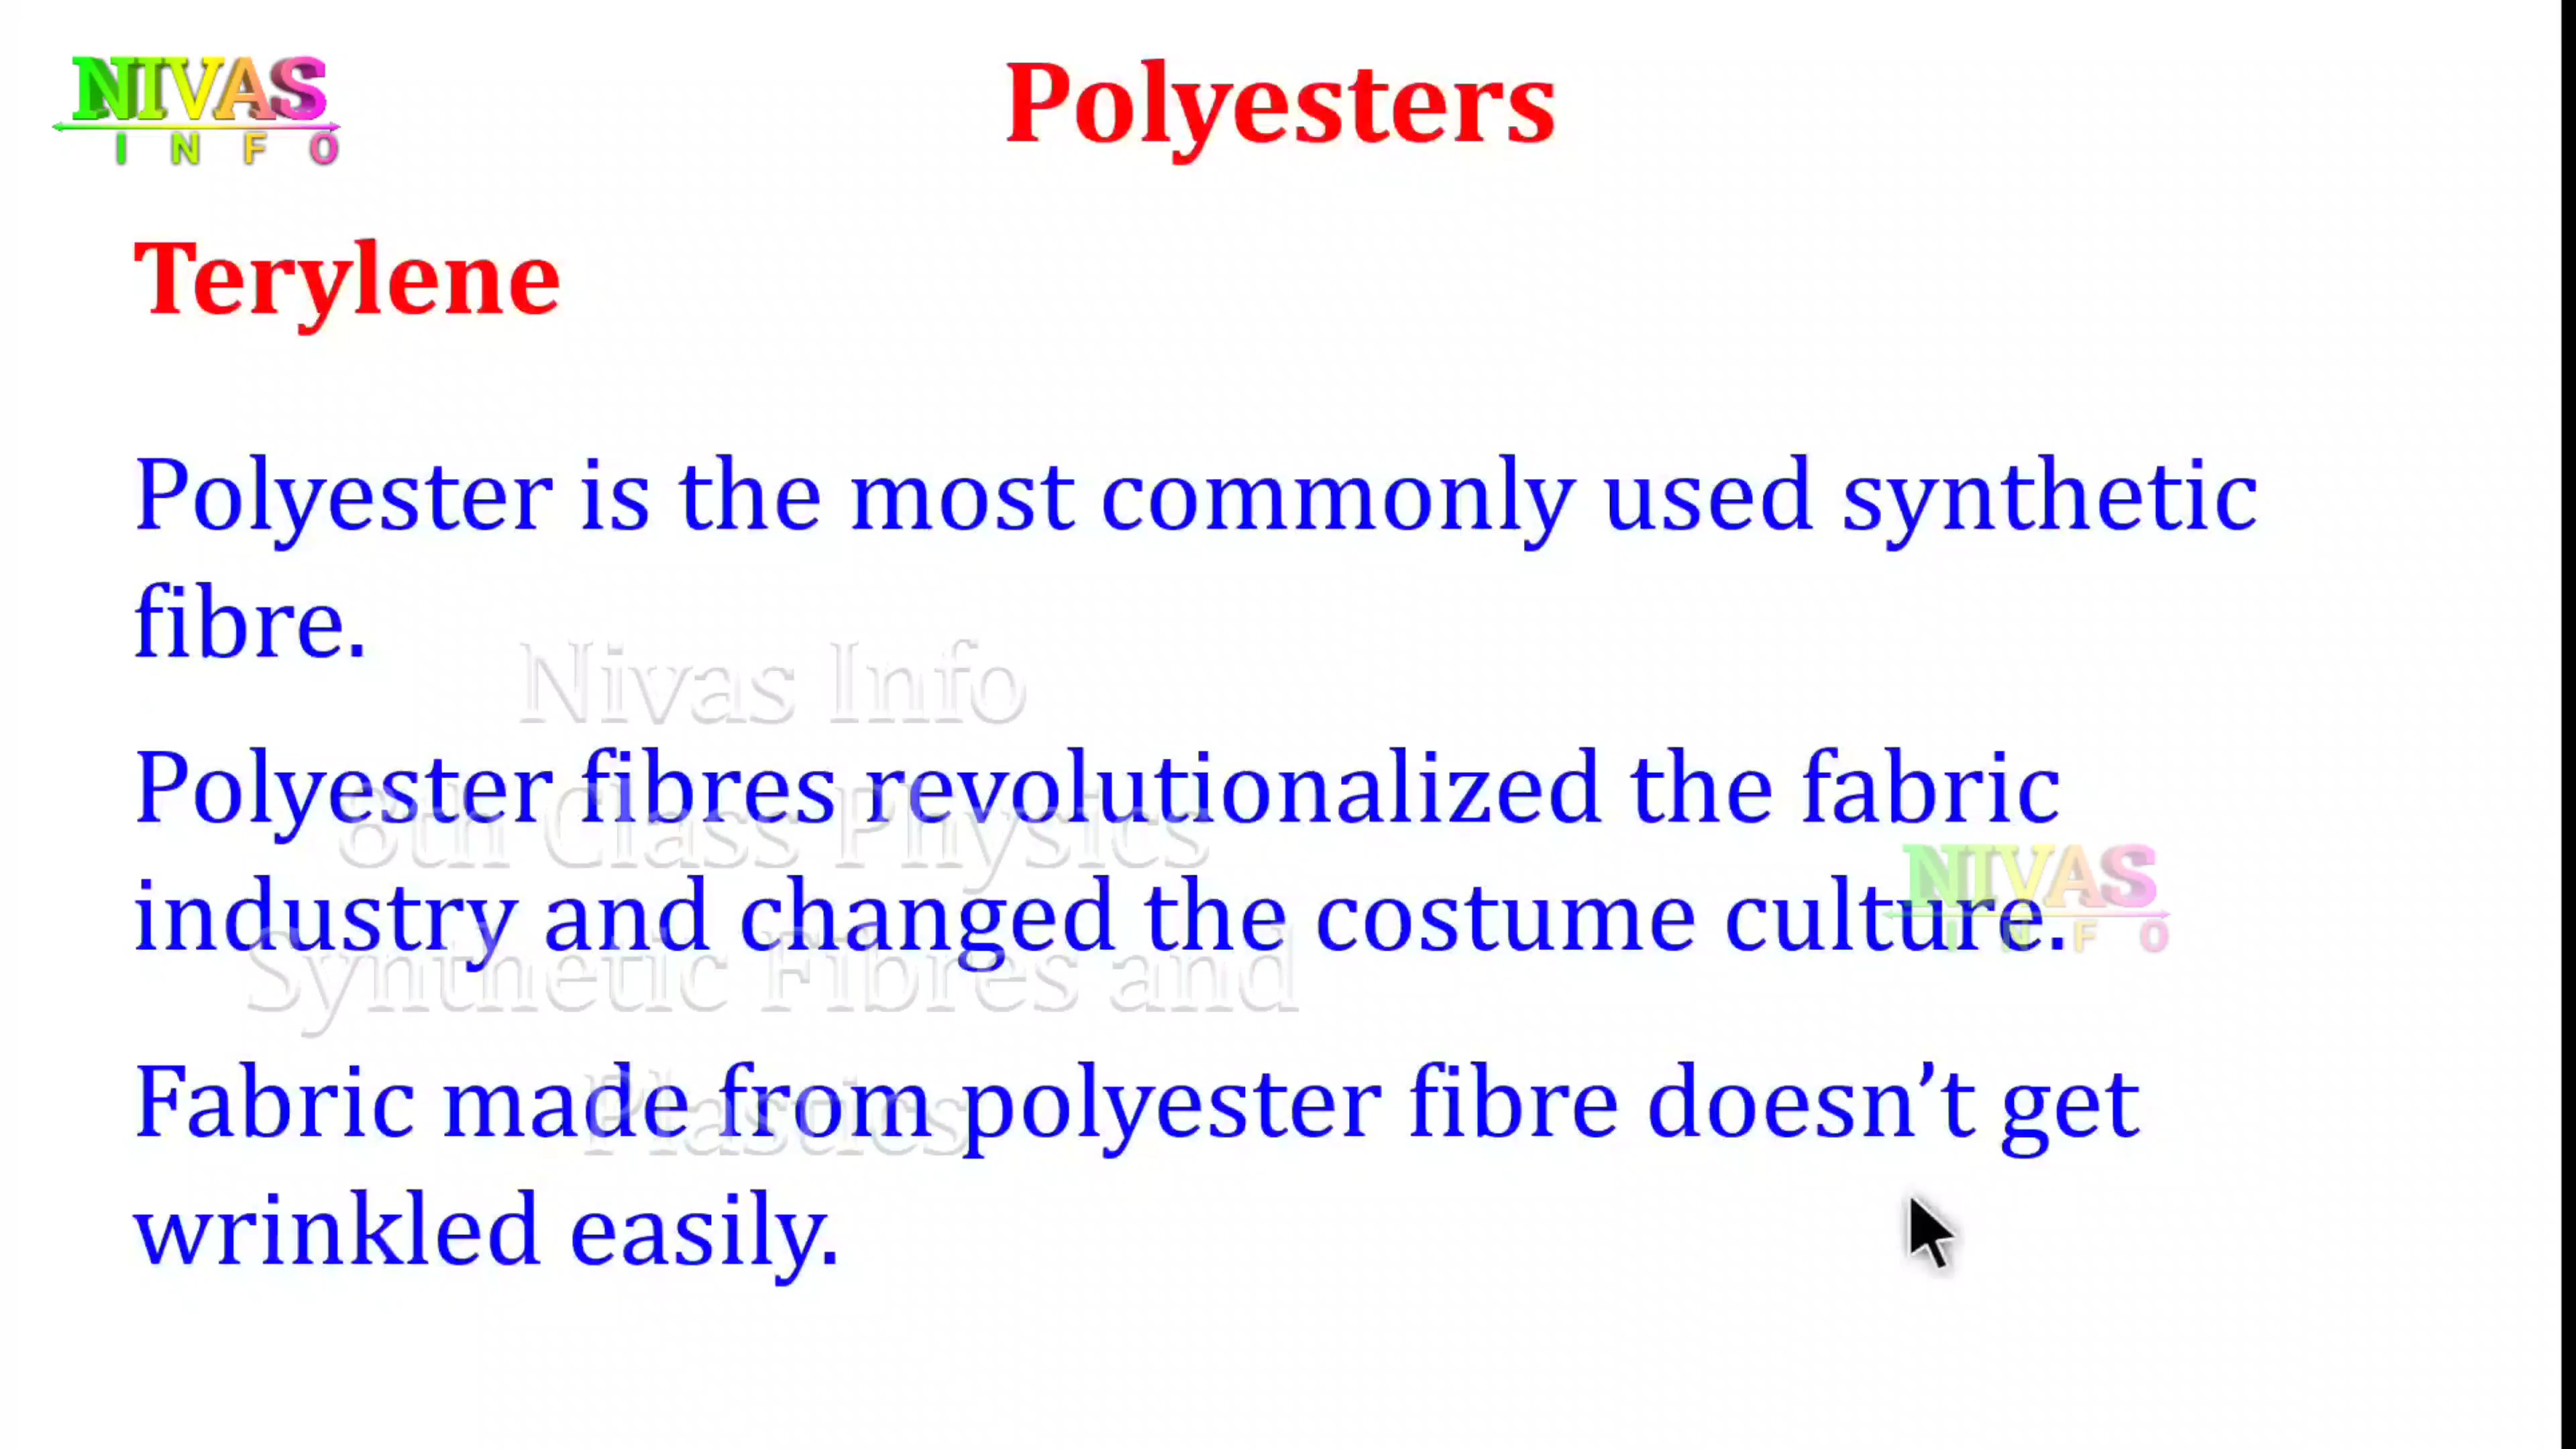 NIVAS
INFO
Polyesters
Terylene
Polyester is the most commonly used synthetic
fibre.
Nivas Info
Polyester fibres revolutionalized the fabric
8th Class Physics
NIVAS
industry and changed the costume culture.
INFO
Synthetic Fibres and
Fabric made from polyester fibre doesn’t get
Plastics
wrinkled easily.